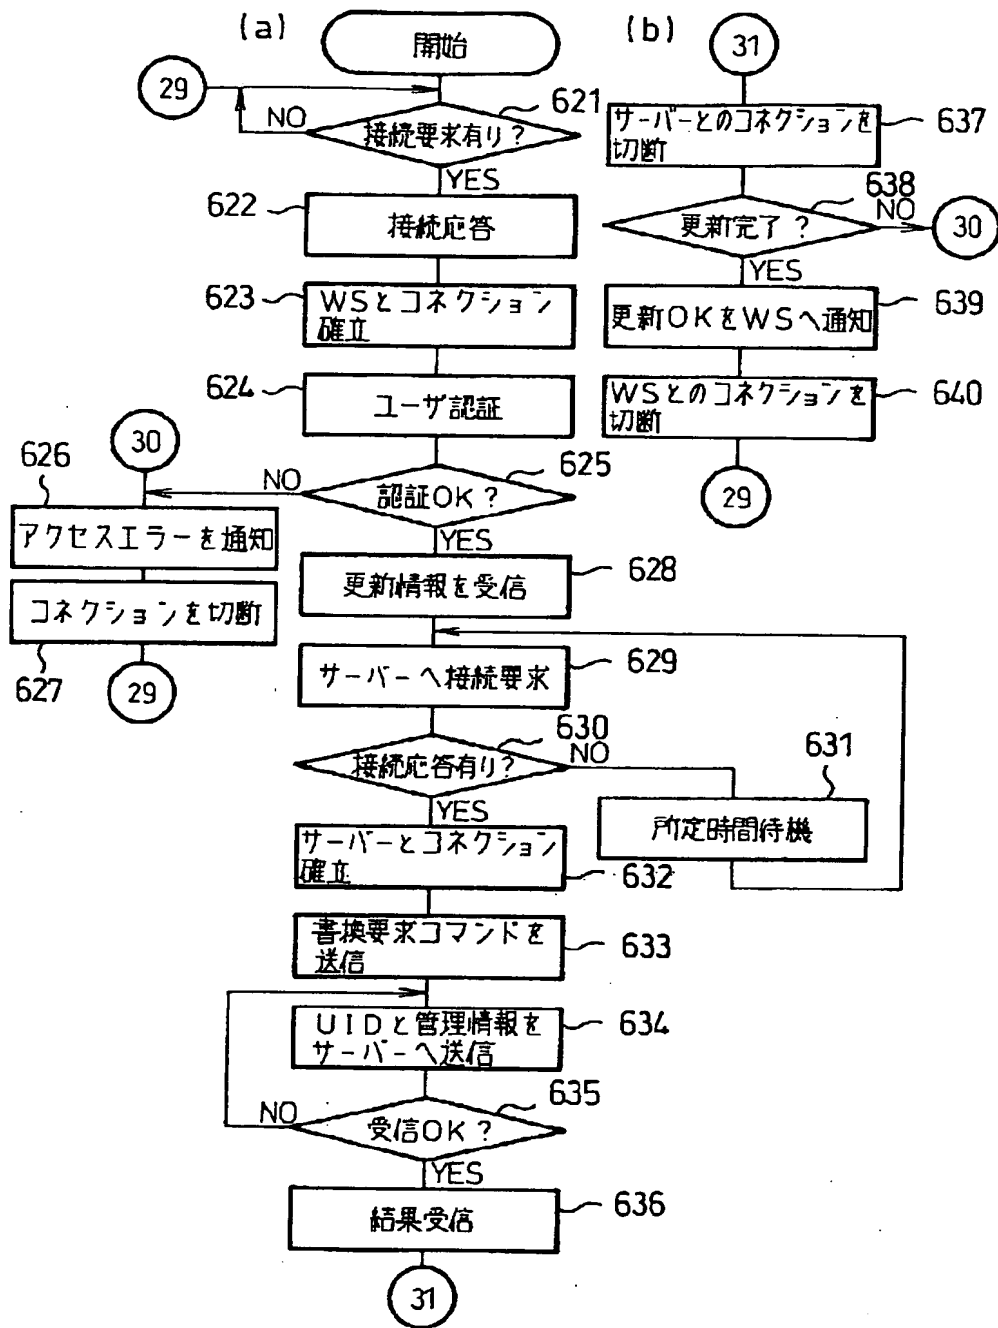 (a)
開始
29
621
接続要求有り?
NO
YES
622
接続応答
623
WSとコネクション
確立
624
ユーザ認証
625
認証OK?
NO
YES
30
626
アクセスエラーを通知
コネクションを切断
627
29
628
更新情報を受信
629
サーバーへ接続要求
630
接続応答有り?
NO
YES
631
所定時間待機
サーバーとコネクション
確立
632
書換要求コマンドを
送信
633
UIDと管理情報を
サーバーへ送信
634
635
受信OK?
NO
YES
結果受信
636
31
(b)
31
サーバーとのコネクションを
切断
637
638
更新完了?
NO
30
YES
更新OKをWSへ通知
639
WSとのコネクションを
切断
640
29